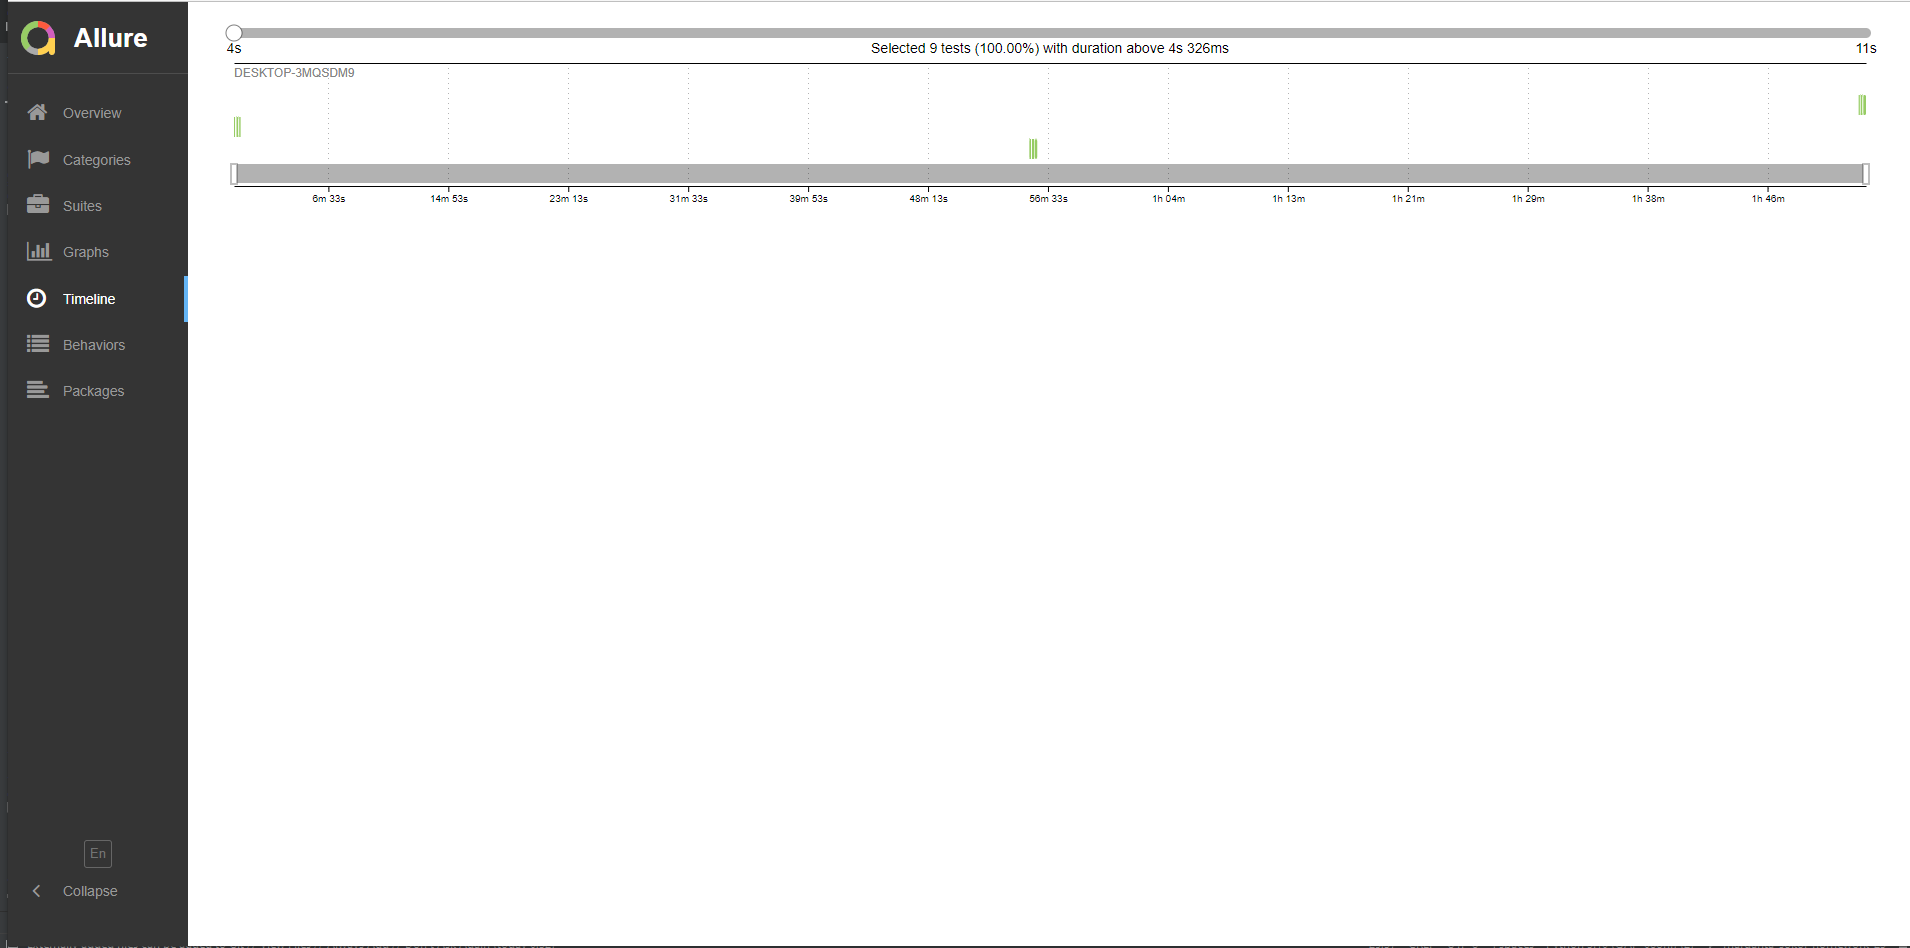 Allure
Overview
Categories
Suites
Graphs
Timeline
Behaviors
Packages
En
Collapse
4s
Selected 9 tests (100.00%) with duration above 4s 326ms
11s
DESKTOP-3MQSDM9
6m 33s
14m 53s
23m 13s
31m 33s
39m 53s
48m 13s
56m 33s
1h 04m
1h 13m
1h 21m
1h 29m
1h 38m
1h 46m